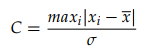 C = max_i|x_i − x̅| / σ